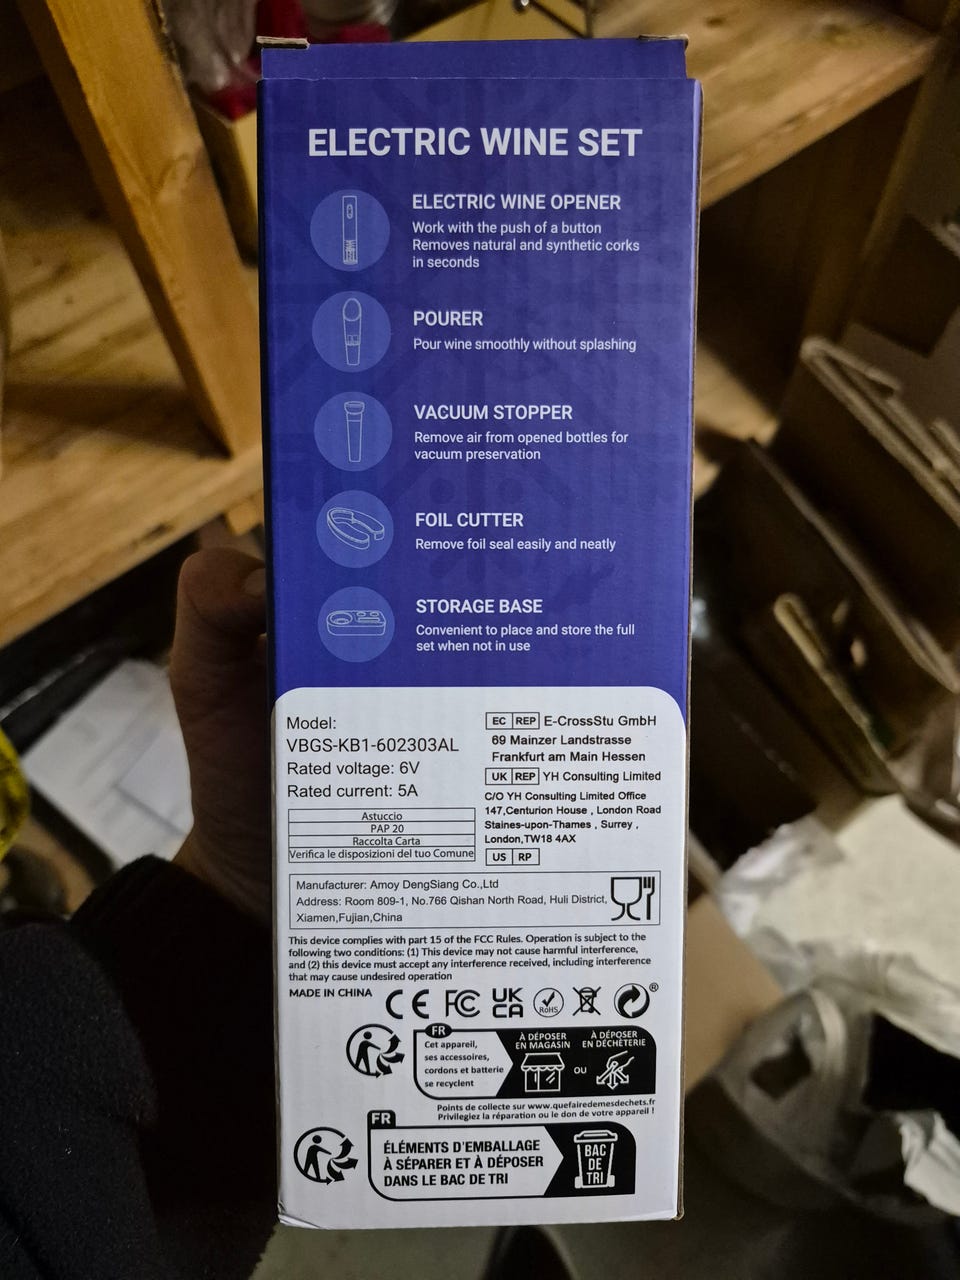 ELECTRIC WINE SET
ELECTRIC WINE OPENER
Work with the push of a button
Removes natural and synthetic corks
in seconds
POURER
Pour wine smoothly without splashing
VACUUM STOPPER
Remove air from opened bottles for
vacuum preservation
FOIL CUTTER
Remove foil seal easily and neatly
STORAGE BASE
Convenient to place and store the full
set when not in use
Model:
VBGS-KB1-602303AL
Rated voltage: 6V
Rated current: 5A
Astuccio
PAP 20
Raccolta Carta
Verifica le disposizioni del tuo Comune
EC REP E-CrossStu GmbH
69 Mainzer Landstrasse
Frankfurt am Main Hessen
UK REP YH Consulting Limited
C/O YH Consulting Limited Office
147,Centurion House , London Road
Staines-upon-Thames , Surrey ,
London,TW18 4AX
US RP
Manufacturer: Amoy DengSiang Co.,Ltd
Address: Room 809-1, No.766 Qishan North Road, Huli District,
Xiamen,Fujian,China
This device complies with part 15 of the FCC Rules. Operation is subject to the
following two conditions: (1) This device may not cause harmful interference,
and (2) this device must accept any interference received, including interference
that may cause undesired operation
MADE IN CHINA CE FC UK CA RoHS ®
FR
Cet appareil,
ses accessoires,
cordons et batterie
se recyclent
À DÉPOSER
EN MAGASIN
OU
À DÉPOSER
EN DÉCHÈTERIE
Points de collecte sur www.quefairedemesdechets.fr
Privilegiez la réparation ou le don de votre appareil !
FR
ÉLÉMENTS D'EMBALLAGE
À SÉPARER ET À DÉPOSER
DANS LE BAC DE TRI
BAC
DE
TRI